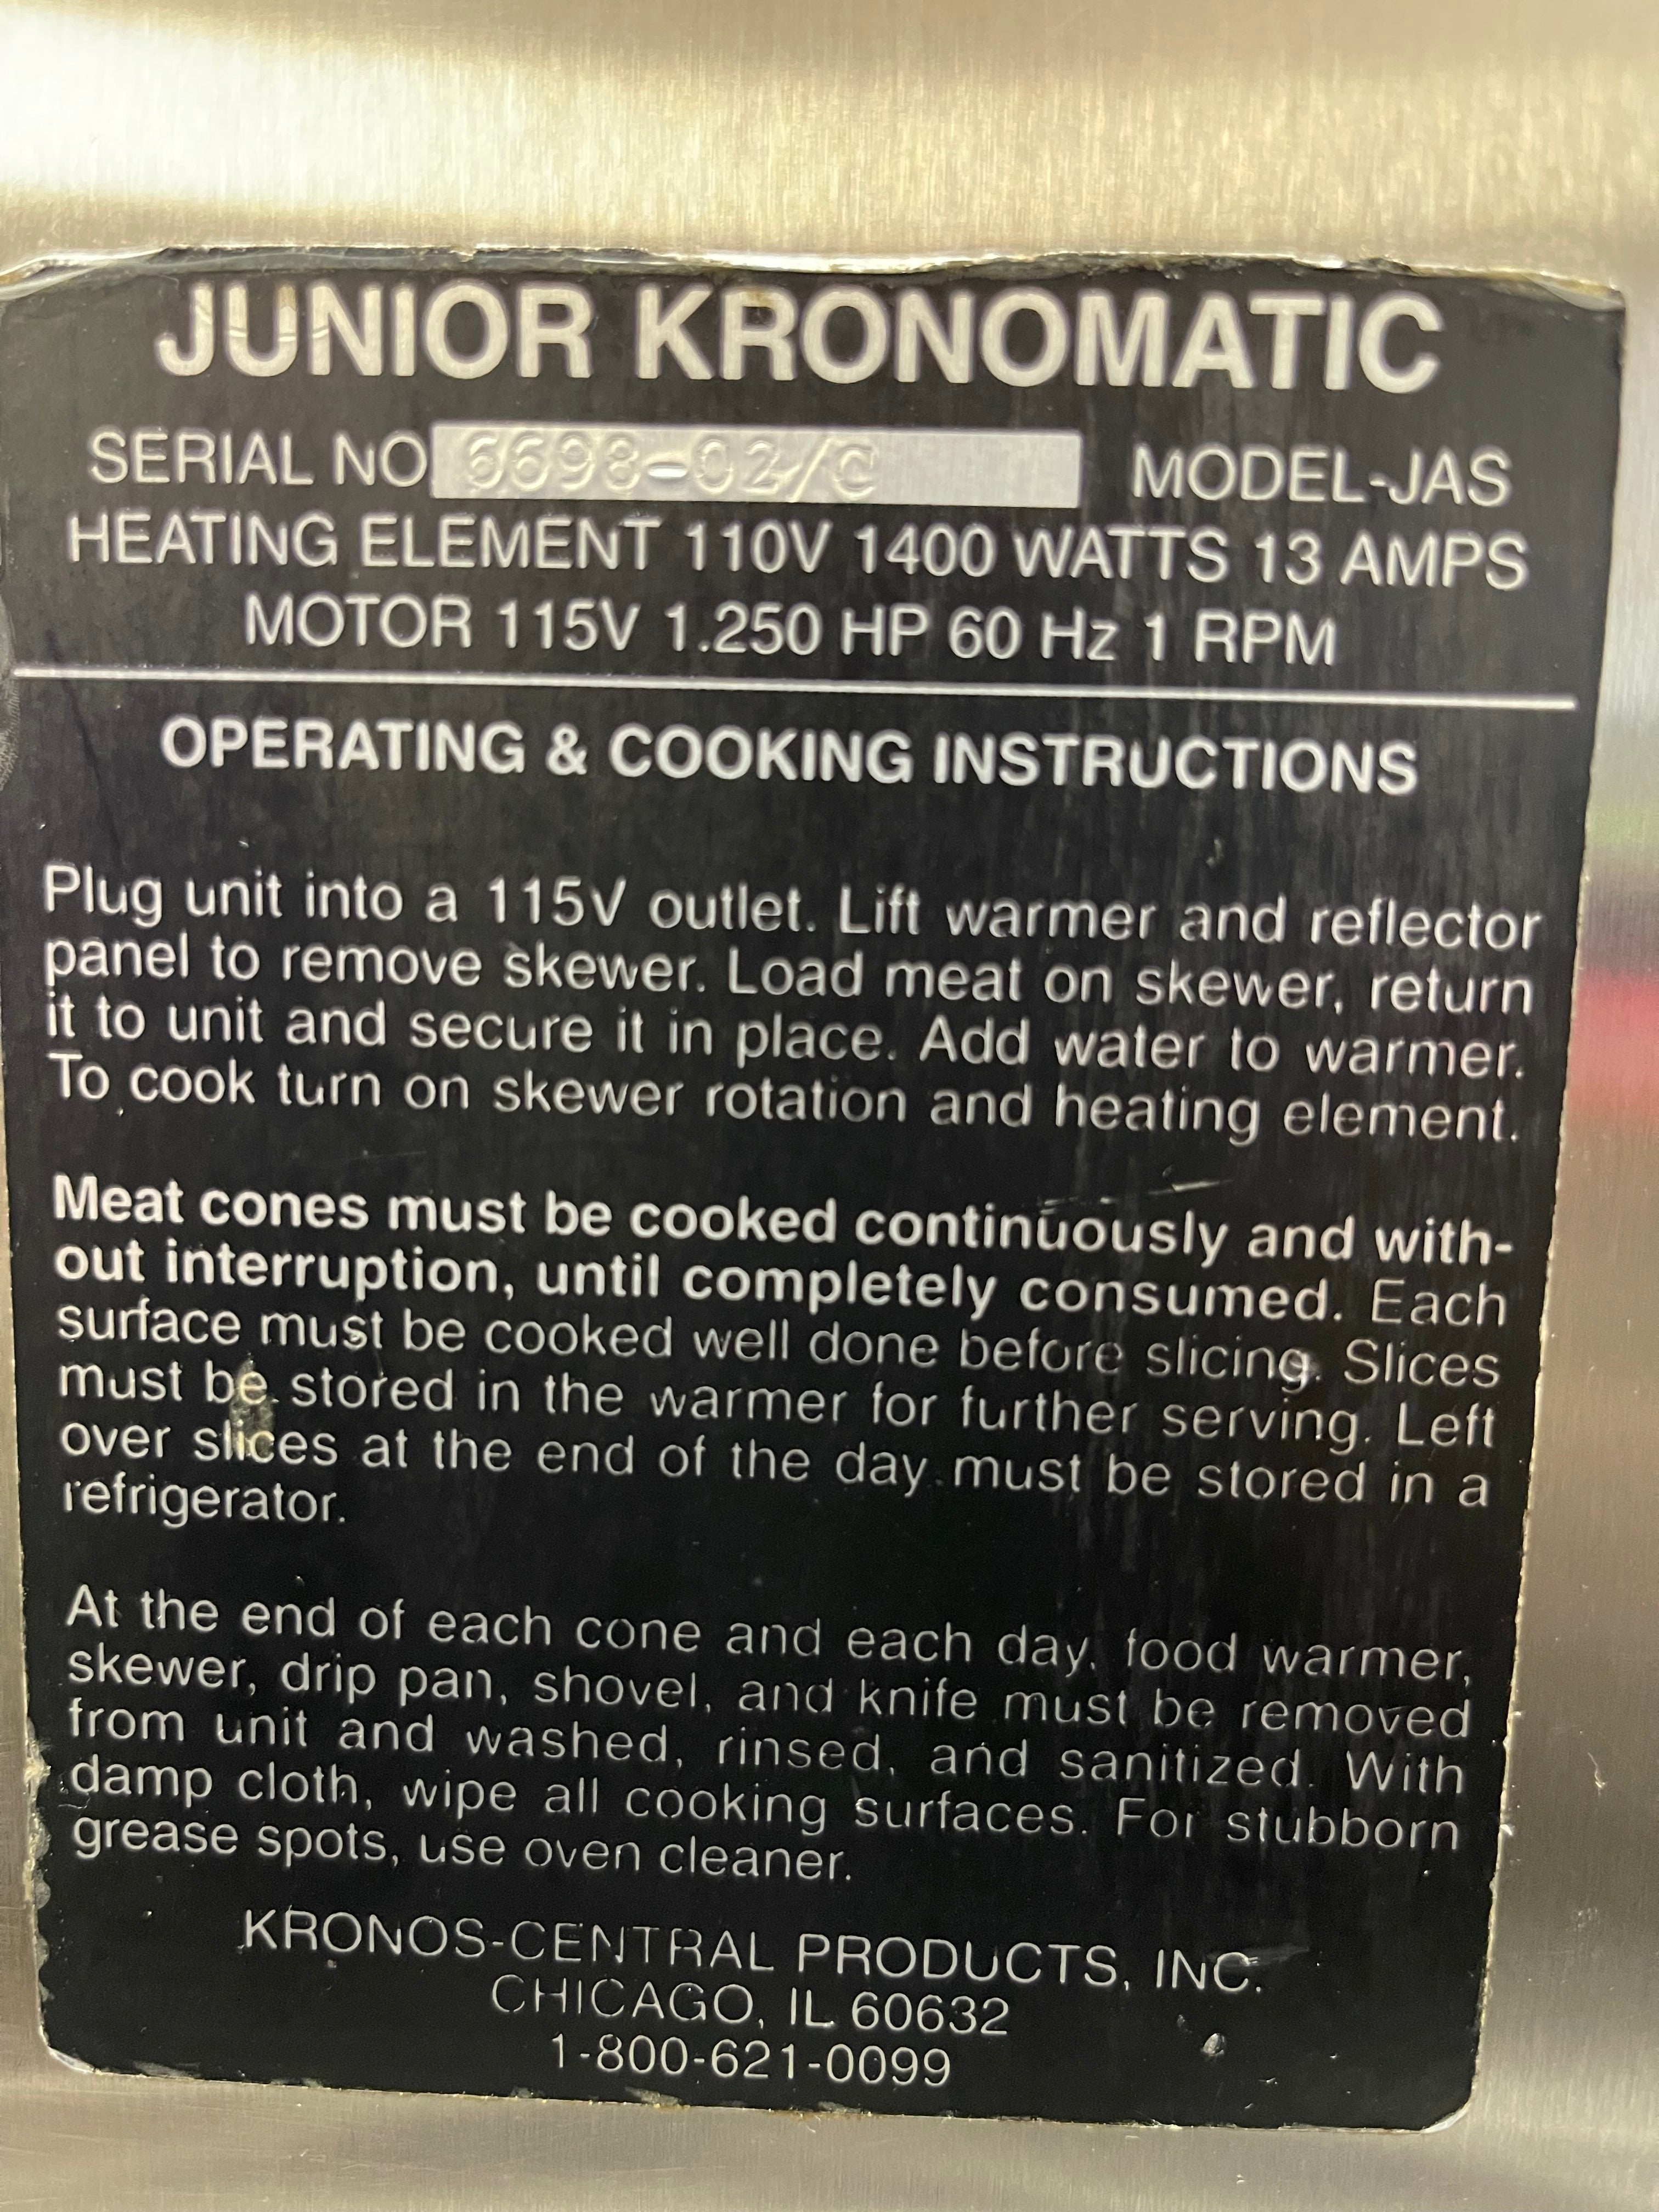 JUNIOR KRONOMATIC
SERIAL NO 6698-02/C MODEL-JAS
HEATING ELEMENT 110V 1400 WATTS 13 AMPS
MOTOR 115V 1.250 HP 60 Hz 1 RPM
OPERATING & COOKING INSTRUCTIONS
Plug unit into a 115V outlet. Lift warmer and reflector
panel to remove skewer. Load meat on skewer, return
it to unit and secure it in place. Add water to warmer.
To cook turn on skewer rotation and heating element.
Meat cones must be cooked continuously and with-
out interruption, until completely consumed. Each
surface must be cooked well done before slicing. Slices
must be stored in the warmer for further serving. Left
over slices at the end of the day must be stored in a
refrigerator.
At the end of each cone and each day, food warmer,
skewer, drip pan, shovel, and knife must be removed
from unit and washed, rinsed, and sanitized. With
damp cloth, wipe all cooking surfaces. For stubborn
grease spots, use oven cleaner.
KRONOS-CENTRAL PRODUCTS, INC.
CHICAGO, IL 60632
1-800-621-0099